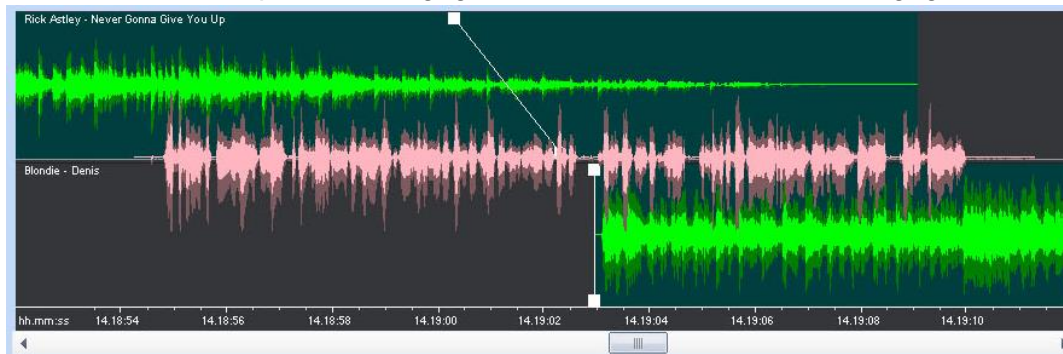 Rick Astley - Never Gonna Give You Up
Blondie - Denis
hh.mm:ss 14.18:54 14.18:56 14.18:58 14.19:00 14.19:02 14.19:04 14.19:06 14.19:08 14.19:10